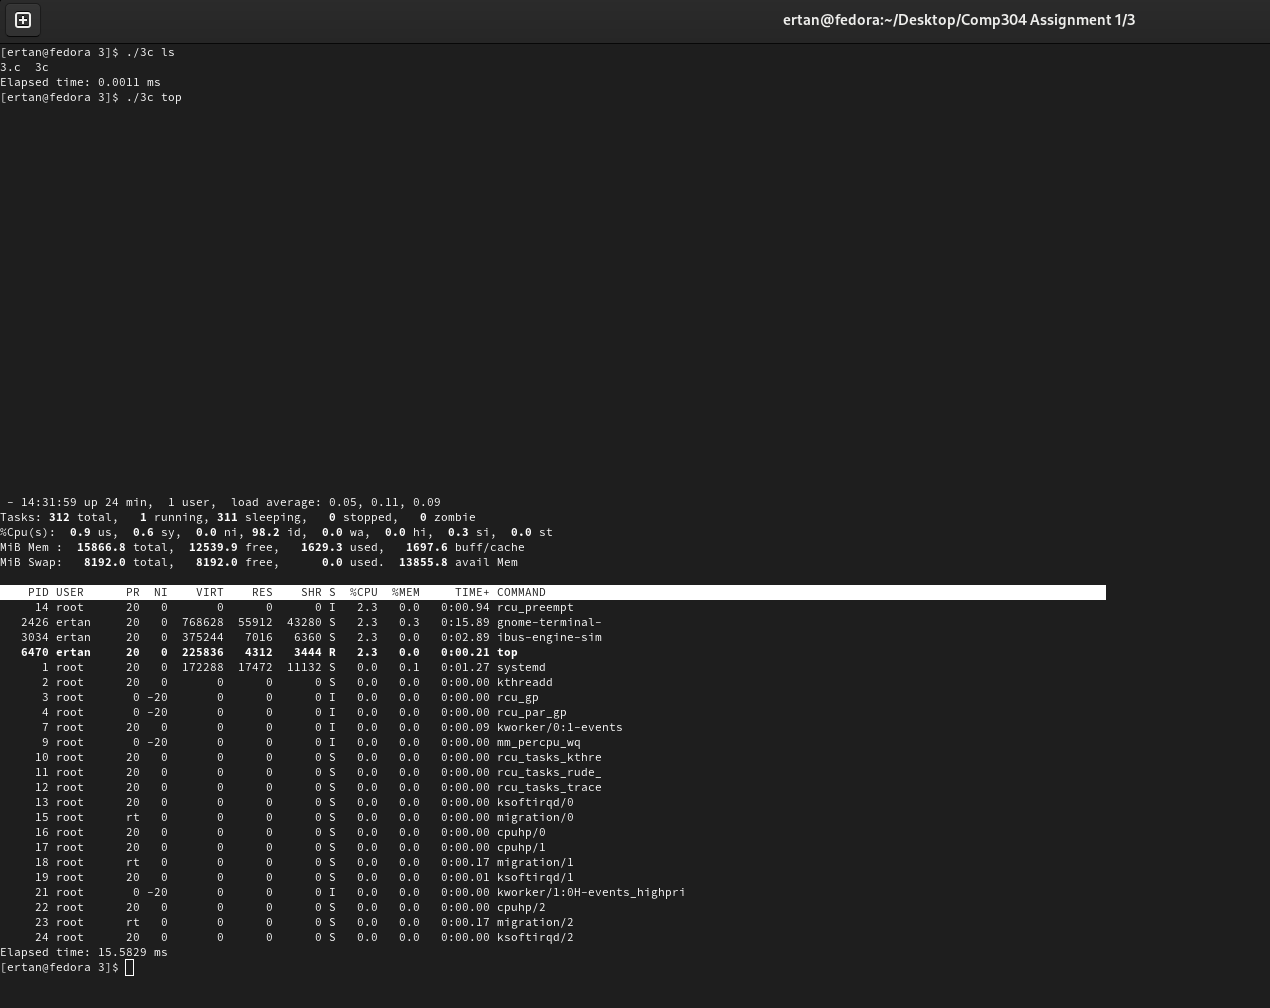 ertan@fedora:~/Desktop/Comp304 Assignment 1/3
[ertan@fedora 3]$ ./3c ls
3.c  3c
Elapsed time: 0.0011 ms
[ertan@fedora 3]$ ./3c top
 - 14:31:59 up 24 min,  1 user,  load average: 0.05, 0.11, 0.09
Tasks: 312 total,   1 running, 311 sleeping,   0 stopped,   0 zombie
%Cpu(s):  0.9 us,  0.6 sy,  0.0 ni, 98.2 id,  0.0 wa,  0.0 hi,  0.3 si,  0.0 st
MiB Mem :  15866.8 total,  12539.9 free,   1629.3 used,   1697.6 buff/cache
MiB Swap:   8192.0 total,   8192.0 free,      0.0 used.  13855.8 avail Mem
    PID USER      PR  NI    VIRT    RES    SHR S  %CPU  %MEM     TIME+ COMMAND
     14 root      20   0       0      0      0 I   2.3   0.0   0:00.94 rcu_preempt
   2426 ertan     20   0  768628  55912  43280 S   2.3   0.3   0:15.89 gnome-terminal-
   3034 ertan     20   0  375244   7016   6360 S   2.3   0.0   0:02.89 ibus-engine-sim
   6470 ertan     20   0  225836   4312   3444 R   2.3   0.0   0:00.21 top
      1 root      20   0  172288  17472  11132 S   0.0   0.1   0:01.27 systemd
      2 root      20   0       0      0      0 S   0.0   0.0   0:00.00 kthreadd
      3 root       0 -20       0      0      0 I   0.0   0.0   0:00.00 rcu_gp
      4 root       0 -20       0      0      0 I   0.0   0.0   0:00.00 rcu_par_gp
      7 root      20   0       0      0      0 I   0.0   0.0   0:00.09 kworker/0:1-events
      9 root       0 -20       0      0      0 I   0.0   0.0   0:00.00 mm_percpu_wq
     10 root      20   0       0      0      0 S   0.0   0.0   0:00.00 rcu_tasks_kthre
     11 root      20   0       0      0      0 S   0.0   0.0   0:00.00 rcu_tasks_rude_
     12 root      20   0       0      0      0 S   0.0   0.0   0:00.00 rcu_tasks_trace
     13 root      20   0       0      0      0 S   0.0   0.0   0:00.00 ksoftirqd/0
     15 root      rt   0       0      0      0 S   0.0   0.0   0:00.00 migration/0
     16 root      20   0       0      0      0 S   0.0   0.0   0:00.00 cpuhp/0
     17 root      20   0       0      0      0 S   0.0   0.0   0:00.00 cpuhp/1
     18 root      rt   0       0      0      0 S   0.0   0.0   0:00.17 migration/1
     19 root      20   0       0      0      0 S   0.0   0.0   0:00.01 ksoftirqd/1
     21 root       0 -20       0      0      0 I   0.0   0.0   0:00.00 kworker/1:0H-events_highpri
     22 root      20   0       0      0      0 S   0.0   0.0   0:00.00 cpuhp/2
     23 root      rt   0       0      0      0 S   0.0   0.0   0:00.17 migration/2
     24 root      20   0       0      0      0 S   0.0   0.0   0:00.00 ksoftirqd/2
Elapsed time: 15.5829 ms
[ertan@fedora 3]$